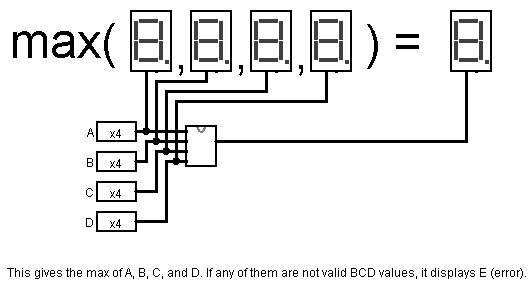 max( , , , ) =
A x4
B x4
C x4
D x4
This gives the max of A, B, C, and D. If any of them are not valid BCD values, it displays E (error).